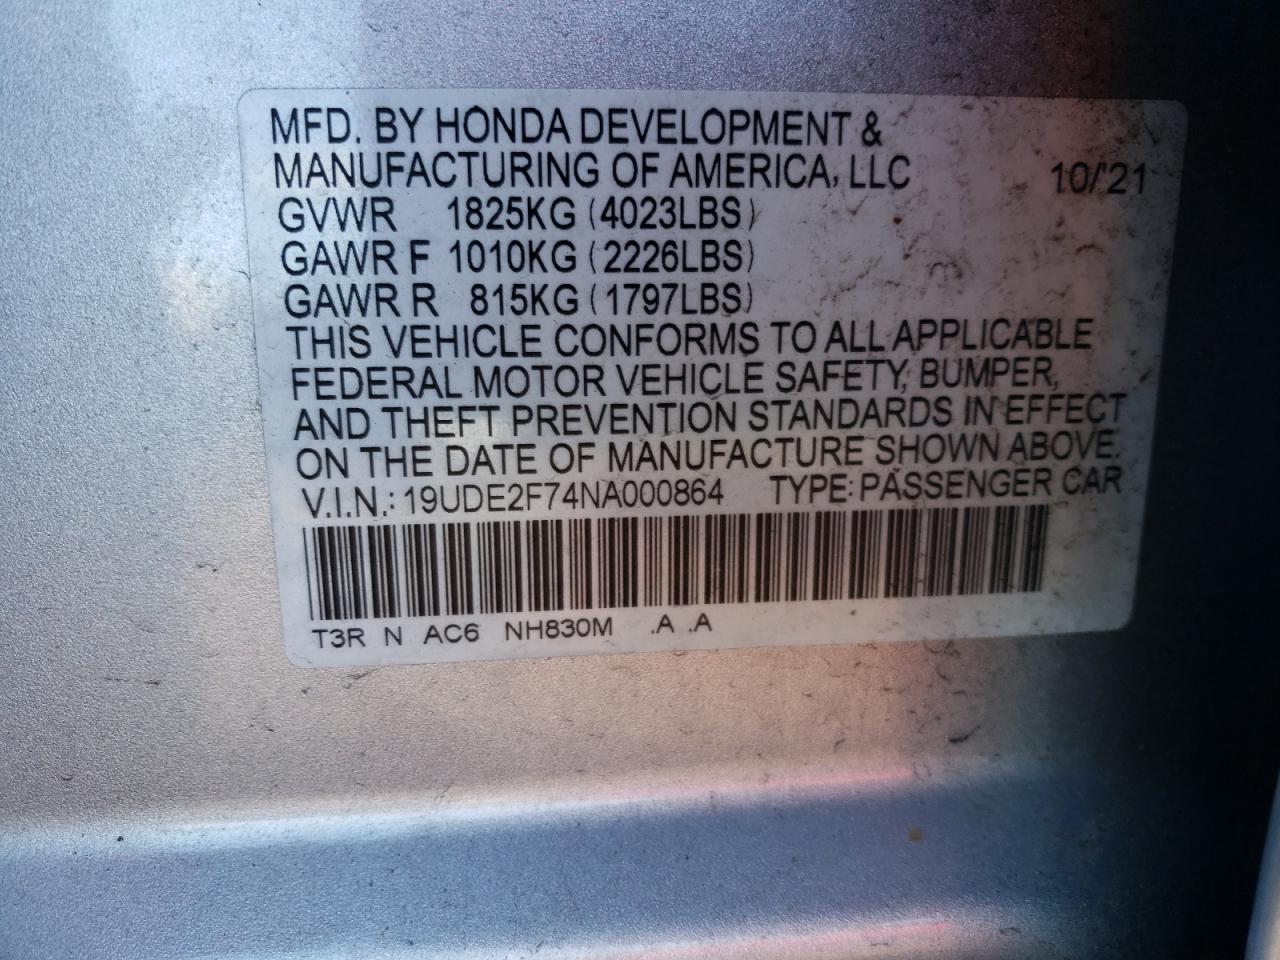 MFD. BY HONDA DEVELOPMENT &
MANUFACTURING OF AMERICA, LLC 10/'21
GVWR 1825KG (4023LBS)
GAWR F 1010KG (2226LBS)
GAWR R 815KG (1797LBS)
THIS VEHICLE CONFORMS TO ALL APPLICABLE
FEDERAL MOTOR VEHICLE SAFETY, BUMPER,
AND THEFT PREVENTION STANDARDS IN EFFECT
ON THE DATE OF MANUFACTURE SHOWN ABOVE.
V.I.N.: 19UDE2F74NA000864 TYPE: PASSENGER CAR
T3R N AC6 NH830M .A .A